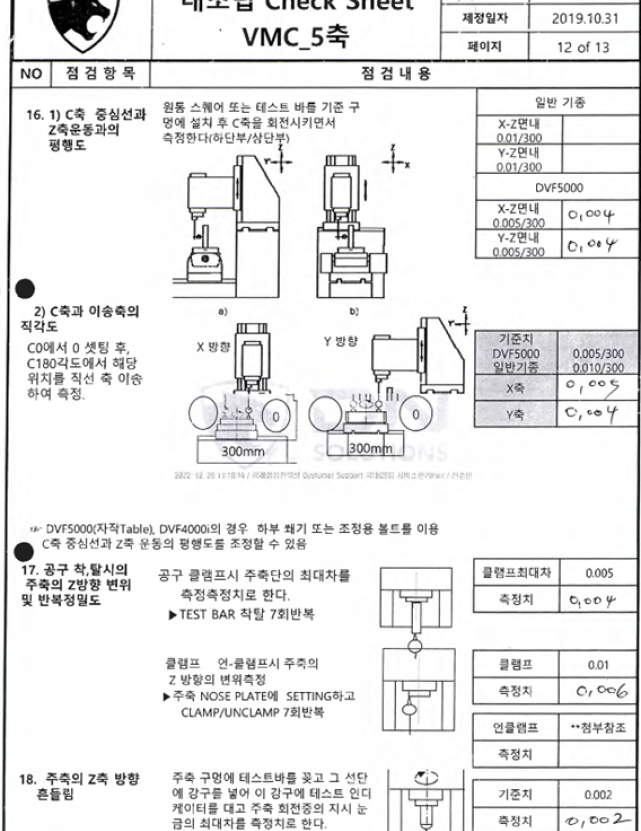 대조립 Check Sheet
VMC_5축
제정일자 2019.10.31
페이지 12 of 13
NO 점 검 항 목 점 검 내 용
16. 1) C축 중심선과
Z축운동과의
평행도
원통 스퀘어 또는 테스트 바를 기준 구
멍에 설치 후 C축을 회전시키면서
측정한다(하단부/상단부)
일반 기종
X-Z면내
0.01/300
Y-Z면내
0.01/300
DVF5000
X-Z면내
0.005/300
0,004
Y-Z면내
0.005/300
0,004
Z
Y
Z
X
a) b)
2) C축과 이송축의
직각도
C0에서 0 셋팅 후,
C180각도에서 해당
위치를 직선 축 이송
하여 측정.
X 방향
Y 방향
Z
Y
0 0
300mm 300mm
기준치
DVF5000 0.005/300
일반기종 0.010/300
X축 0,005
Y축 0,004
SOLUTIONS
DVF5000(자작Table), DVF4000i의 경우 하부 쐐기 또는 조정용 볼트를 이용
C축 중심선과 Z축 운동의 평행도를 조정할 수 있음
17. 공구 착,탈시의
주축의 Z방향 변위
및 반복정밀도
공구 클램프시 주축단의 최대차를
측정측정치로 한다.
▶TEST BAR 착탈 7회반복
클램프최대차 0.005
측정치 0,004
클램프 언-클램프시 주축의
Z 방향의 변위측정
▶주축 NOSE PLATE에 SETTING하고
CLAMP/UNCLAMP 7회반복
클램프 0.01
측정치 0,006
언클램프 **첨부참조
측정치
18. 주축의 Z축 방향
흔들림
주축 구멍에 테스트바를 꽂고 그 선단
에 강구를 넣어 이 강구에 테스트 인디
케이터를 대고 주축 회전중의 지시 눈
금의 최대차를 측정치로 한다.
기준치 0.002
측정치 0,002